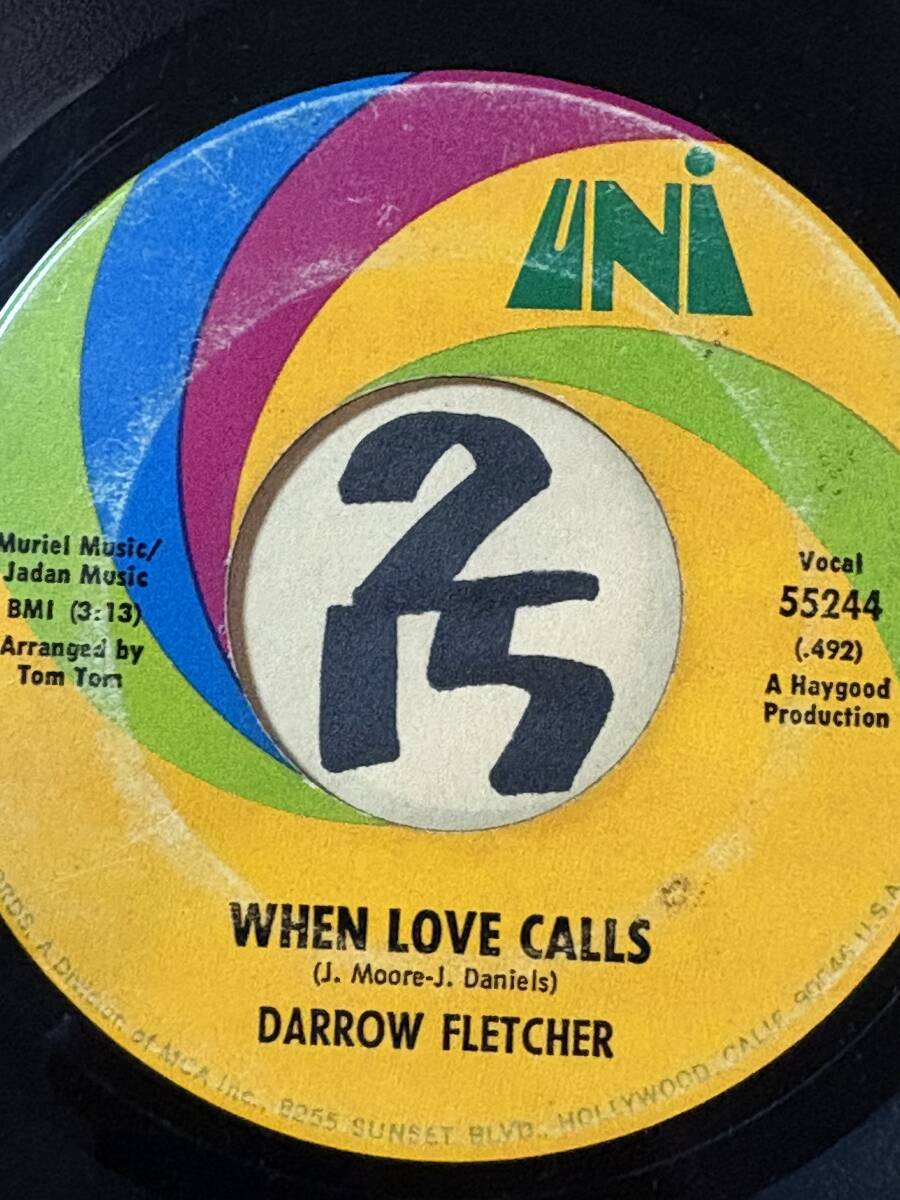 UNI
Muriel Music/
Jadan Music
BMI (3:13)
Arranged by
Tom Tom
Vocal
55244
(.492)
A Haygood
Production
25
WHEN LOVE CALLS
(J. Moore-J. Daniels)
DARROW FLETCHER
A Division of MCA Inc., 8255 SUNSET BLVD., HOLLYWOOD, CALIF. 90046 U.S.A.